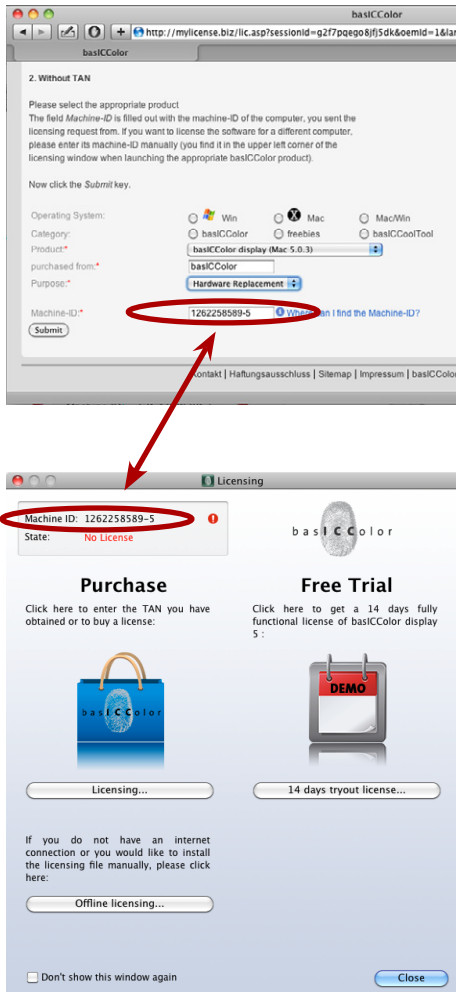 basICColor
http://mylicense.biz/lic.asp?sessionId=g2f7pqego8jfj5dk&oemId=1&lan
basICColor
2. Without TAN
Please select the appropriate product
The field Machine-ID is filled out with the machine-ID of the computer, you sent the
licensing request from. If you want to license the software for a different computer,
please enter its machine-ID manually (you find it in the upper left corner of the
licensing window when launching the appropriate basICColor product).
Now click the Submit key.
Operating System: Win Mac Mac/Win
Category: basICColor freebies basICCoolTool
Product:* basICColor display (Mac 5.0.3)
purchased from:* basICColor
Purpose:* Hardware Replacement
Machine-ID:* 1262258589-5 Where can I find the Machine-ID?
Submit
Kontakt | Haftungsausschluss | Sitemap | Impressum | basICColor
Licensing
Machine ID: 1262258589-5
State: No License
basICColor
Purchase
Click here to enter the TAN you have
obtained or to buy a license:
basICColor
Licensing...
If you do not have an internet
connection or you would like to install
the licensing file manually, please click
here:
Offline licensing...
Free Trial
Click here to get a 14 days fully
functional license of basICColor display
5 :
DEMO
14 days tryout license...
Don't show this window again
Close